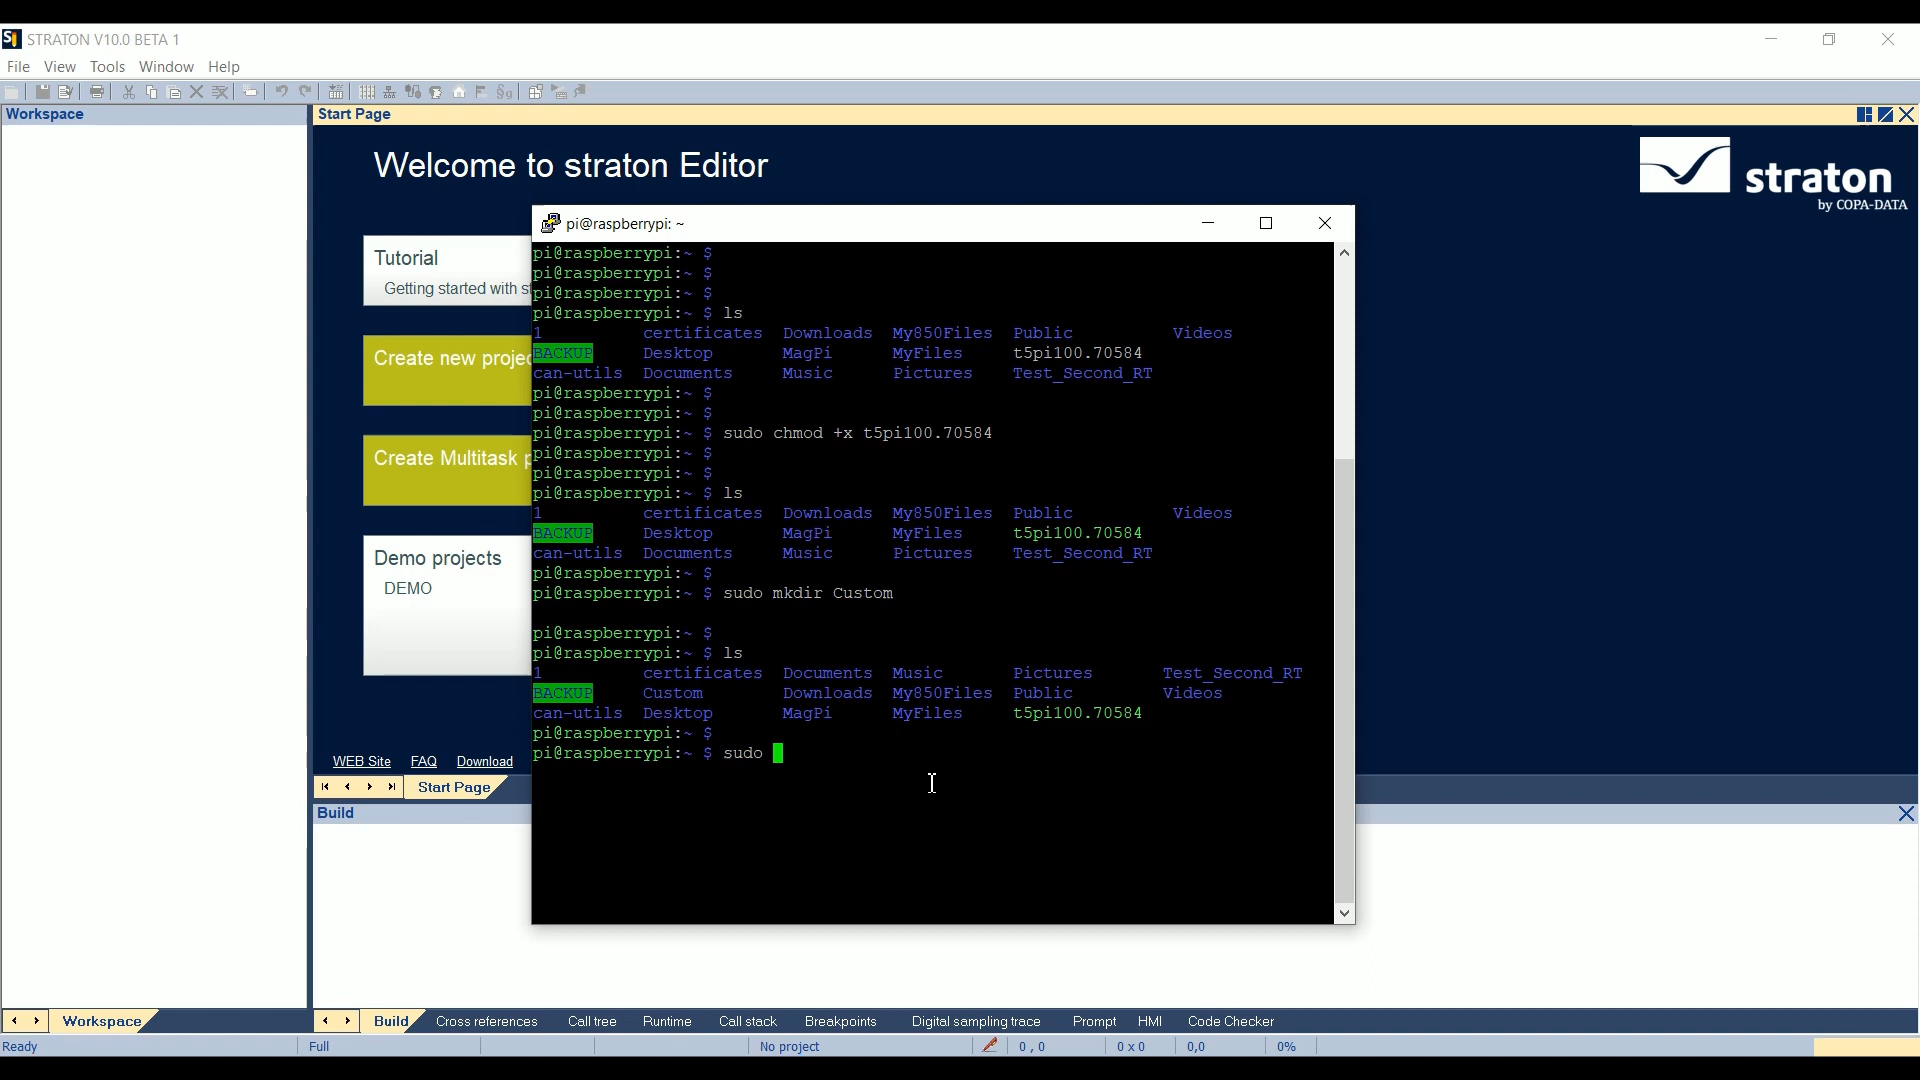 STRATON V10.0 BETA 1
File View Tools Window Help
Workspace
Start Page
Welcome to straton Editor
straton
by COPA-DATA
Tutorial
Getting started with s
Create new projec
Create Multitask p
Demo projects
DEMO
WEB Site FAQ Download
pi@raspberrypi: ~
pi@raspberrypi:~ $
pi@raspberrypi:~ $
pi@raspberrypi:~ $
pi@raspberrypi:~ $ ls
1 certificates Downloads My850Files Public Videos
BACKUP Desktop MagPi MyFiles t5pi100.70584
can-utils Documents Music Pictures Test_Second_RT
pi@raspberrypi:~ $
pi@raspberrypi:~ $
pi@raspberrypi:~ $ sudo chmod +x t5pi100.70584
pi@raspberrypi:~ $
pi@raspberrypi:~ $
pi@raspberrypi:~ $ ls
1 certificates Downloads My850Files Public Videos
BACKUP Desktop MagPi MyFiles t5pi100.70584
can-utils Documents Music Pictures Test_Second_RT
pi@raspberrypi:~ $
pi@raspberrypi:~ $ sudo mkdir Custom
pi@raspberrypi:~ $
pi@raspberrypi:~ $ ls
1 certificates Documents Music Pictures Test_Second_RT
BACKUP Custom Downloads My850Files Public Videos
can-utils Desktop MagPi MyFiles t5pi100.70584
pi@raspberrypi:~ $
pi@raspberrypi:~ $ sudo
Start Page
Build
Workspace
Build Cross references Call tree Runtime Call stack Breakpoints Digital sampling trace Prompt HMI Code Checker
Ready Full No project 0 , 0 0 x 0 0,0 0%